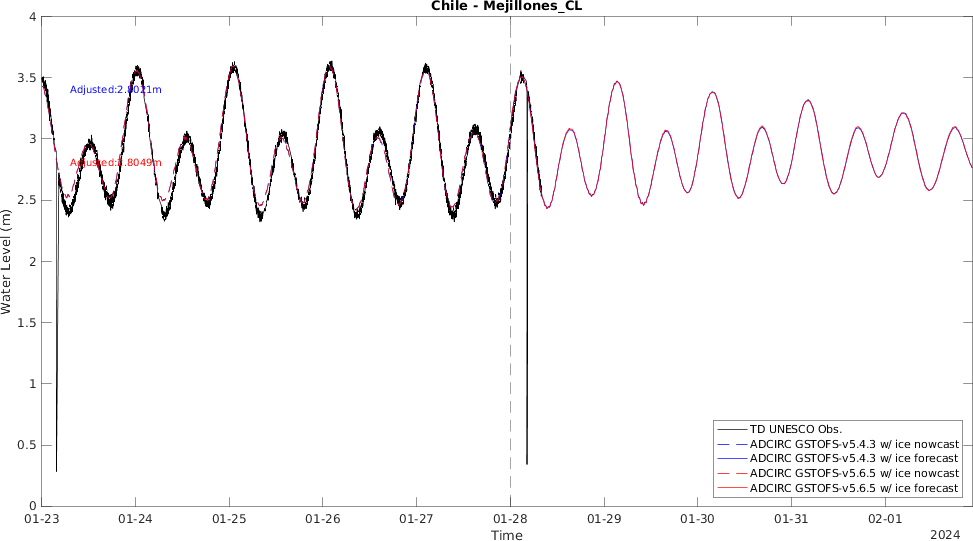 Chile - Mejillones_CL
4
3.5
3
2.5
2
1.5
1
0.5
0
Water Level (m)
Adjusted:2.8021m
Adjusted:2.8049m
TD UNESCO Obs.
ADCIRC GSTOFS-v5.4.3 w/ ice nowcast
ADCIRC GSTOFS-v5.4.3 w/ ice forecast
ADCIRC GSTOFS-v5.6.5 w/ ice nowcast
ADCIRC GSTOFS-v5.6.5 w/ ice forecast
01-23 01-24 01-25 01-26 01-27 01-28 01-29 01-30 01-31 02-01
Time
2024